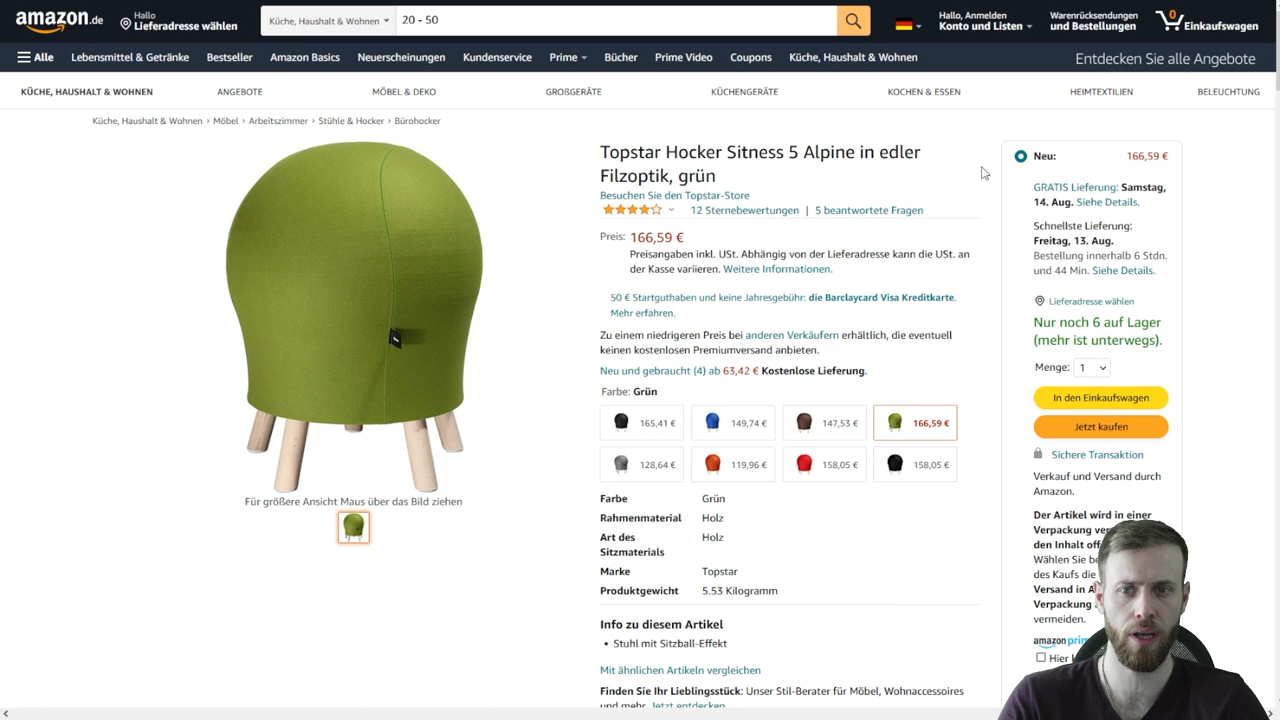 amazon.de
Hallo
Lieferadresse wählen
Küche, Haushalt & Wohnen
20 - 50
Hallo, Anmelden
Konto und Listen
Warenrücksendungen
und Bestellungen
0
Einkaufswagen
Alle
Lebensmittel & Getränke
Bestseller
Amazon Basics
Neuerscheinungen
Kundenservice
Prime
Bücher
Prime Video
Coupons
Küche, Haushalt & Wohnen
Entdecken Sie alle Angebote
KÜCHE, HAUSHALT & WOHNEN
ANGEBOTE
MÖBEL & DEKO
GROßGERÄTE
KÜCHENGERÄTE
KOCHEN & ESSEN
HEIMTEXTILIEN
BELEUCHTUNG
Küche, Haushalt & Wohnen › Möbel › Arbeitszimmer › Stühle & Hocker › Bürohocker
Für größere Ansicht Maus über das Bild ziehen
Topstar Hocker Sitness 5 Alpine in edler
Filzoptik, grün
Besuchen Sie den Topstar-Store
12 Sternebewertungen | 5 beantwortete Fragen
Preis: 166,59 €
Preisangaben inkl. USt. Abhängig von der Lieferadresse kann die USt. an
der Kasse variieren. Weitere Informationen.
50 € Startguthaben und keine Jahresgebühr: die Barclaycard Visa Kreditkarte.
Mehr erfahren.
Zu einem niedrigeren Preis bei anderen Verkäufern erhältlich, die eventuell
keinen kostenlosen Premiumversand anbieten.
Neu und gebraucht (4) ab 63,42 € Kostenlose Lieferung.
Farbe: Grün
165,41 €
149,74 €
147,53 €
166,59 €
128,64 €
119,96 €
158,05 €
158,05 €
Farbe Grün
Rahmenmaterial Holz
Art des Holz
Sitzmaterials
Marke Topstar
Produktgewicht 5.53 Kilogramm
Info zu diesem Artikel
• Stuhl mit Sitzball-Effekt
Mit ähnlichen Artikeln vergleichen
Finden Sie Ihr Lieblingsstück: Unser Stil-Berater für Möbel, Wohnaccessoires
und mehr. Jetzt entdecken
Neu: 166,59 €
GRATIS Lieferung: Samstag,
14. Aug. Siehe Details.
Schnellste Lieferung:
Freitag, 13. Aug.
Bestellung innerhalb 6 Stdn.
und 44 Min. Siehe Details.
Lieferadresse wählen
Nur noch 6 auf Lager
(mehr ist unterwegs).
Menge: 1
In den Einkaufswagen
Jetzt kaufen
Sichere Transaktion
Verkauf und Versand durch
Amazon.
Der Artikel wird in einer
Verpackung
den Inhalt
Wählen Sie
des Kaufs die
Versand in
Verpackung
vermeiden.
amazon
Hier